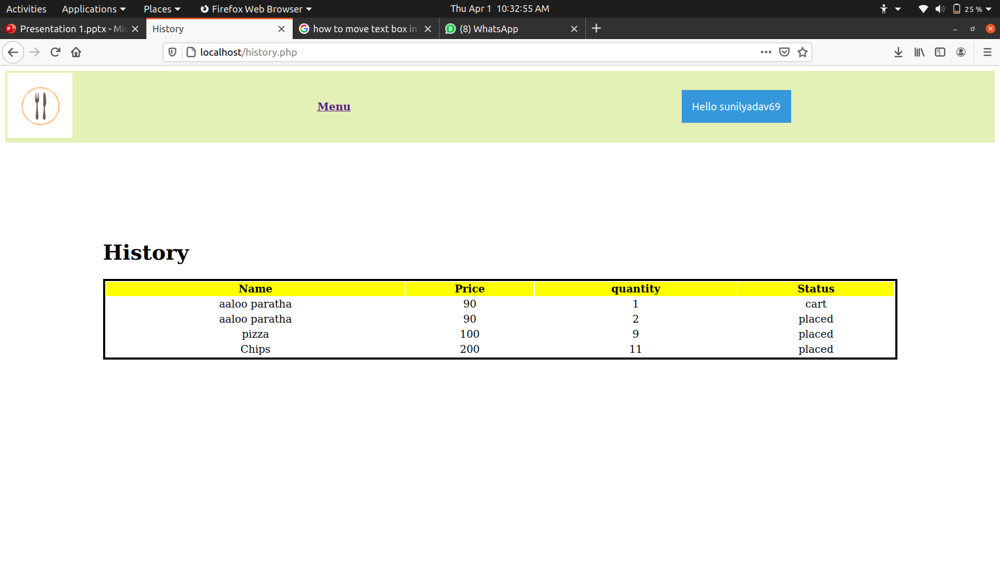 Activities Applications Places Firefox Web Browser Thu Apr 1 10:32:55 AM 25 %
Presentation 1.pptx - Mic History how to move text box in (8) WhatsApp
localhost/history.php
Menu Hello sunilyadav69
History
Name Price quantity Status
aaloo paratha 90 1 cart
aaloo paratha 90 2 placed
pizza 100 9 placed
Chips 200 11 placed